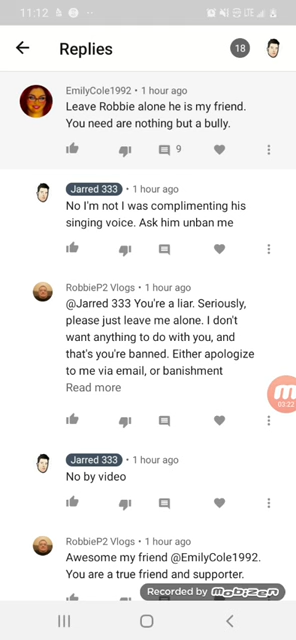 11:12
Replies
18
EmilyCole1992 • 1 hour ago
Leave Robbie alone he is my friend.
You need are nothing but a bully.
9
Jarred 333 • 1 hour ago
No I'm not I was complimenting his
singing voice. Ask him unban me
RobbieP2 Vlogs • 1 hour ago
@Jarred 333 You're a liar. Seriously,
please just leave me alone. I don't
want anything to do with you, and
that's you're banned. Either apologize
to me via email, or banishment
Read more
03:22
Jarred 333 • 1 hour ago
No by video
RobbieP2 Vlogs • 1 hour ago
Awesome my friend @EmilyCole1992.
You are a true friend and supporter.
Recorded by mobizen